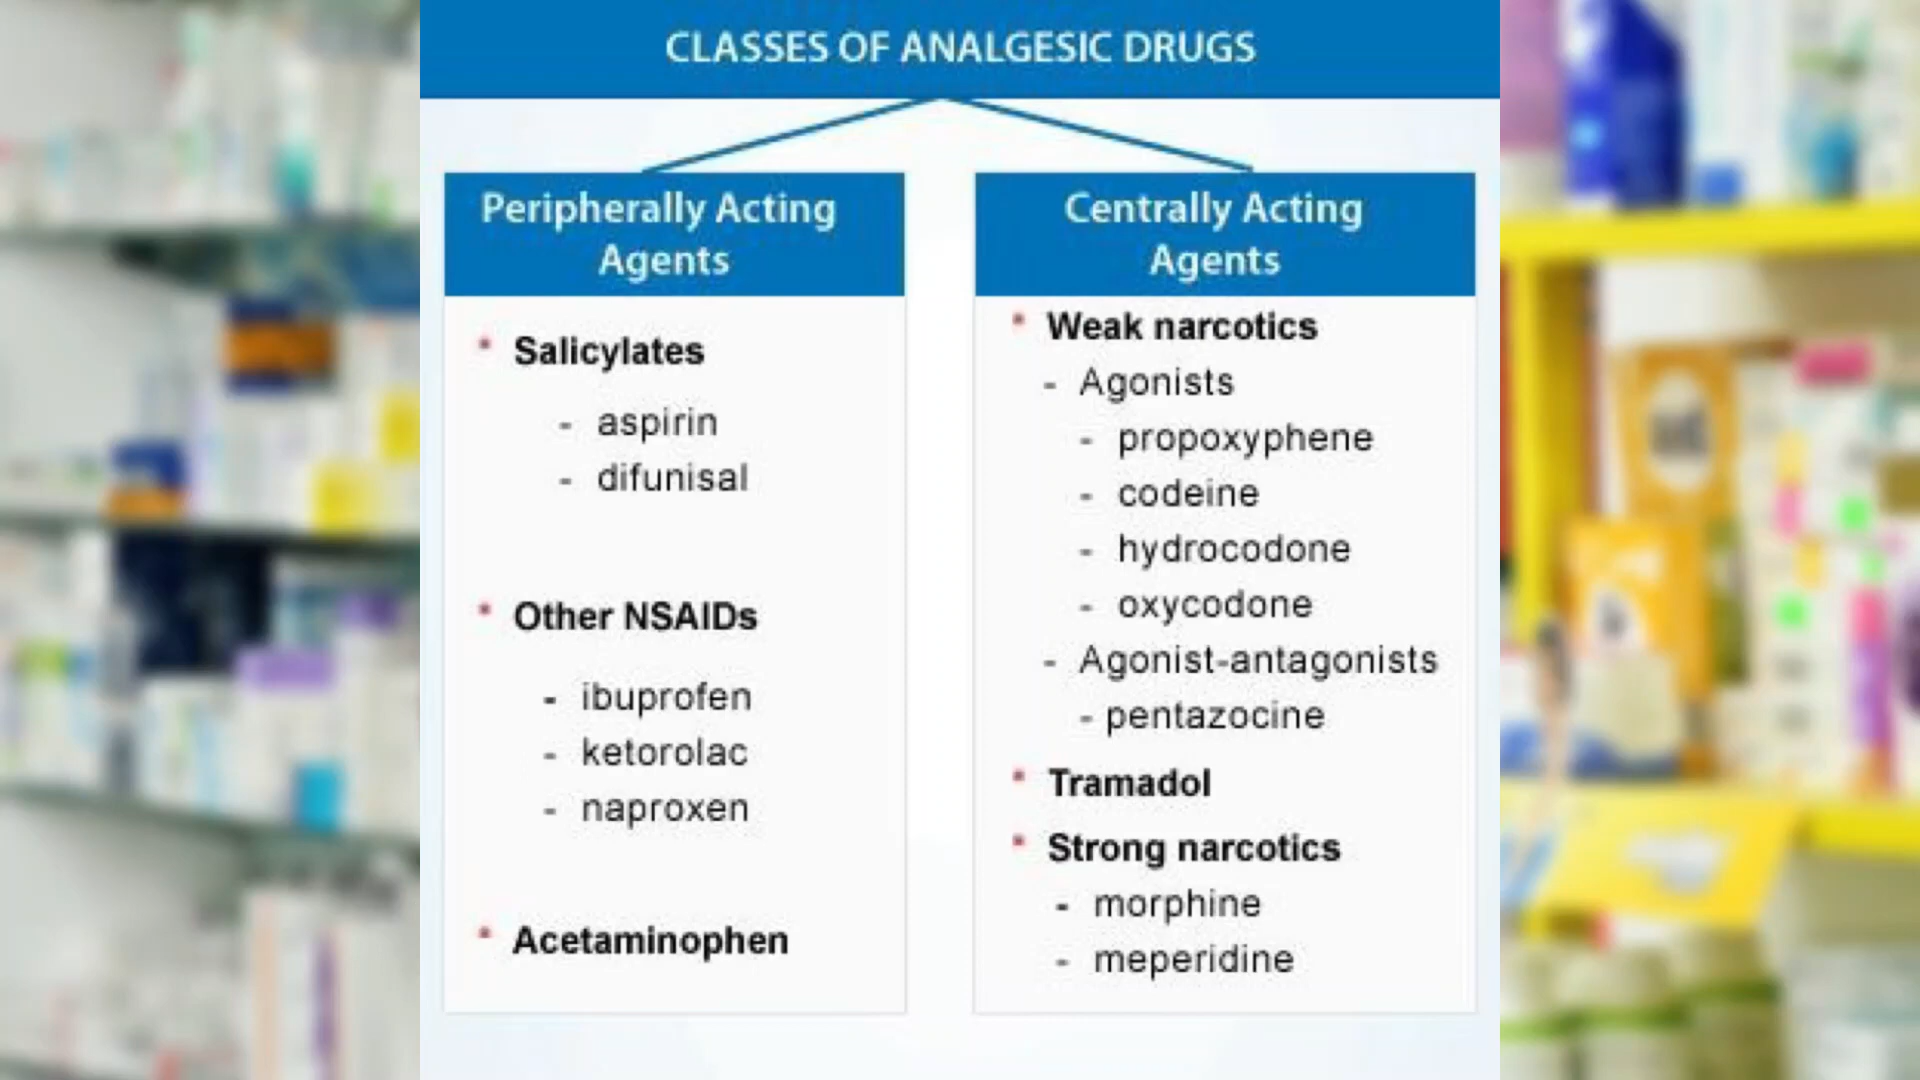 CLASSES OF ANALGESIC DRUGS
Peripherally Acting
Agents
Salicylates
- aspirin
- difunisal
Other NSAIDs
- ibuprofen
- ketorolac
- naproxen
Acetaminophen
Centrally Acting
Agents
Weak narcotics
- Agonists
- propoxyphene
- codeine
- hydrocodone
- oxycodone
- Agonist-antagonists
- pentazocine
Tramadol
Strong narcotics
- morphine
- meperidine